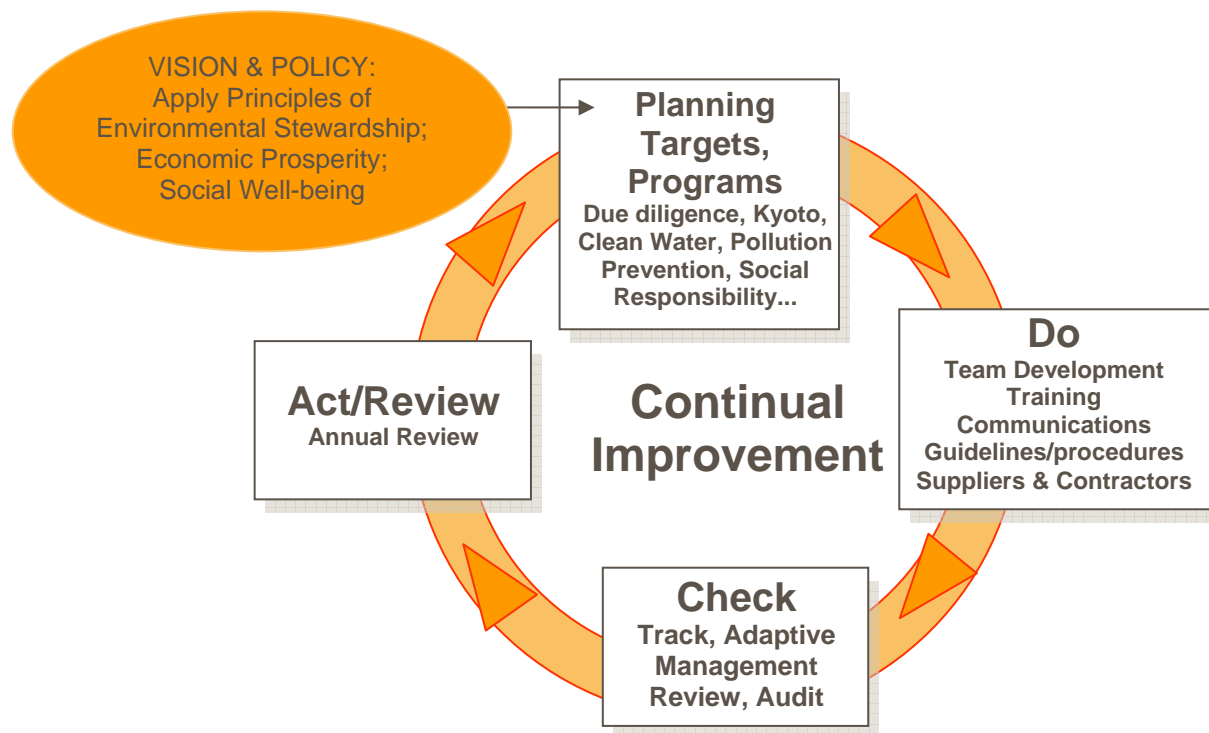 VISION & POLICY:
Apply Principles of
Environmental Stewardship;
Economic Prosperity;
Social Well-being
Planning
Targets,
Programs
Due diligence, Kyoto,
Clean Water, Pollution
Prevention, Social
Responsibility...
Do
Team Development
Training
Communications
Guidelines/procedures
Suppliers & Contractors
Act/Review
Annual Review
Continual
Improvement
Check
Track, Adaptive
Management
Review, Audit